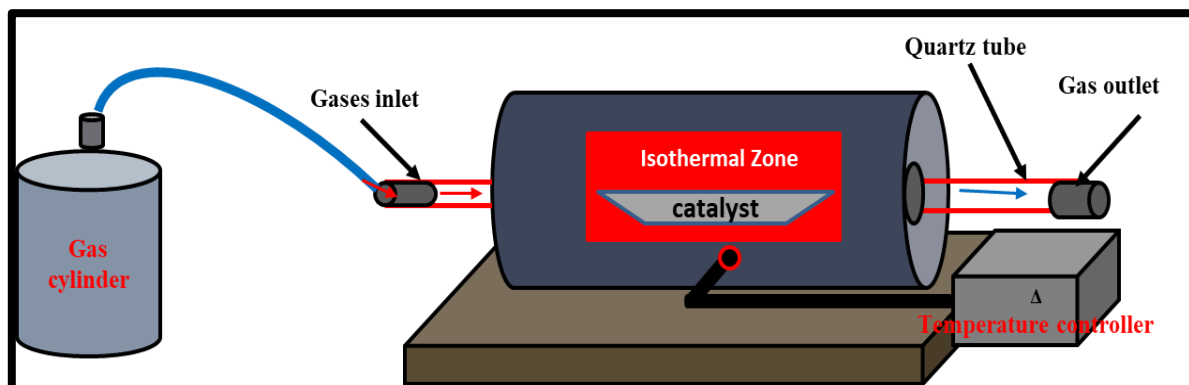 Quartz tube
Gas outlet
Gases inlet
Isothermal Zone
catalyst
Gas
cylinder
Δ
Temperature controller